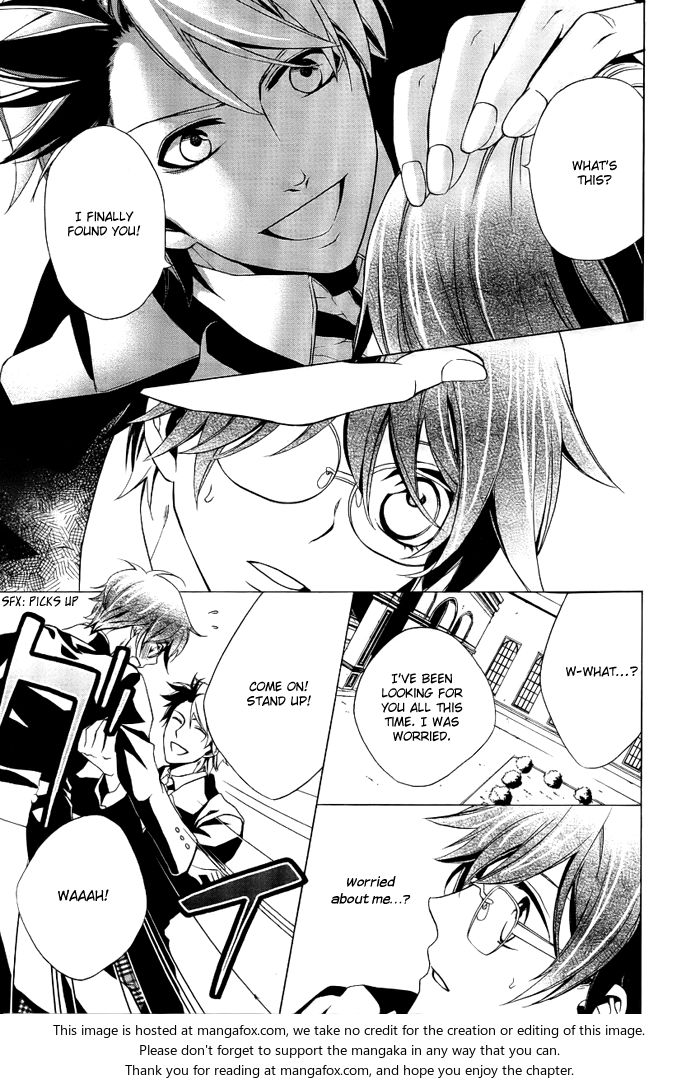 WHAT'S
THIS?
I FINALLY
FOUND YOU!
W-WHAT...?
I'VE BEEN
LOOKING FOR
YOU ALL THIS
TIME. I WAS
WORRIED.
Worried
about me...?
COME ON!
STAND UP!
SFX: PICKS UP
WAAAH!
This image is hosted at mangafox.com, we take no credit for the creation or editing of this image.
Please don't forget to support the mangaka in any way that you can.
Thank you for reading at mangafox.com, and hope you enjoy the chapter.